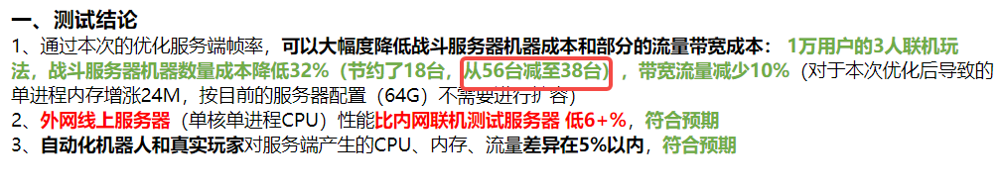 一、测试结论
1、通过本次的优化服务端帧率，可以大幅度降低战斗服务器机器成本和部分的流量带宽成本： 1万用户的3人联机玩
法，战斗服务器机器数量成本降低32%（节约了18台，从56台减至38台），带宽流量减少10%（对于本次优化后导致的
单进程内存增涨24M，按目前的服务器配置（64G）不需要进行扩容）
2、外网线上服务器（单核单进程CPU）性能比内网联机测试服务器 低6+%，符合预期
3、自动化机器人和真实玩家对服务端产生的CPU、内存、流量差异在5%以内，符合预期